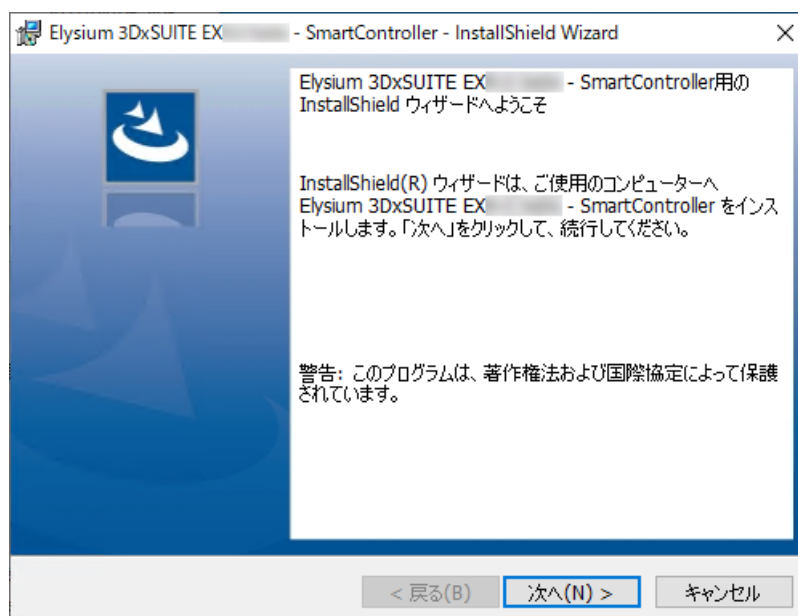 Elysium 3DxSUITE EX - SmartController - InstallShield Wizard
Elysium 3DxSUITE EX - SmartController用の
InstallShield ウィザードへようこそ
InstallShield(R) ウィザードは、ご使用のコンピューターへ
Elysium 3DxSUITE EX - SmartController をインス
トールします。「次へ」をクリックして、続行してください。
警告: このプログラムは、著作権法および国際協定によって保護
されています。
< 戻る(B) 次へ(N) > キャンセル